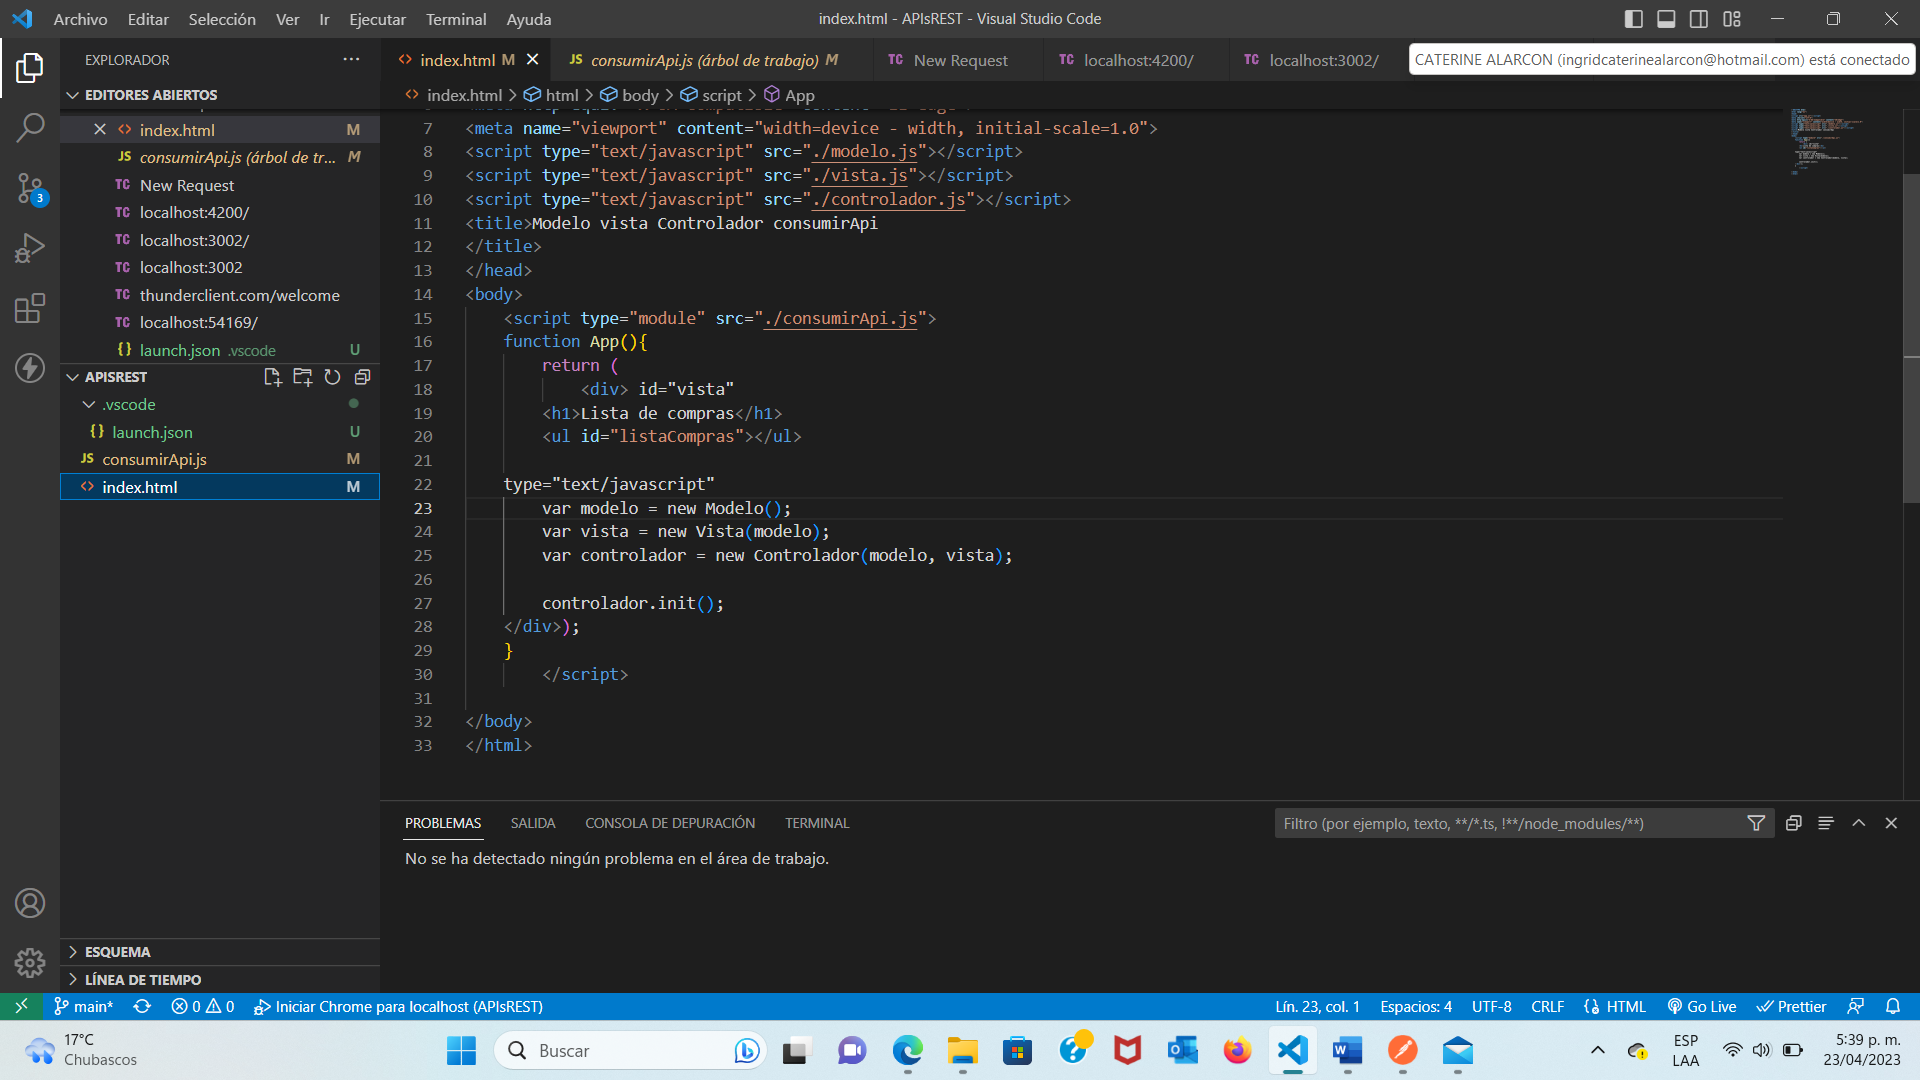 Archivo Editar Selección Ver Ir Ejecutar Terminal Ayuda
index.html - APIsREST - Visual Studio Code
EXPLORADOR
EDITORES ABIERTOS
index.html M
consumirApi.js (árbol de tr... M
New Request
localhost:4200/
localhost:3002/
localhost:3002
thunderclient.com/welcome
localhost:54169/
launch.json .vscode U
APISREST
.vscode
launch.json U
consumirApi.js M
index.html M
ESQUEMA
LÍNEA DE TIEMPO
index.html M
consumirApi.js (árbol de trabajo) M
New Request
localhost:4200/
localhost:3002/
CATERINE ALARCON (ingridcaterinealarcon@hotmail.com) está conectado
index.html > html > body > script > App
7 <meta name="viewport" content="width=device - width, initial-scale=1.0">
8 <script type="text/javascript" src="./modelo.js"></script>
9 <script type="text/javascript" src="./vista.js"></script>
10 <script type="text/javascript" src="./controlador.js"></script>
11 <title>Modelo vista Controlador consumirApi
12 </title>
13 </head>
14 <body>
15 <script type="module" src="./consumirApi.js">
16 function App(){
17 return (
18 <div> id="vista"
19 <h1>Lista de compras</h1>
20 <ul id="listaCompras"></ul>
21
22 type="text/javascript"
23 var modelo = new Modelo();
24 var vista = new Vista(modelo);
25 var controlador = new Controlador(modelo, vista);
26
27 controlador.init();
28 </div>);
29 }
30 </script>
31
32 </body>
33 </html>
PROBLEMAS SALIDA CONSOLA DE DEPURACIÓN TERMINAL
Filtro (por ejemplo, texto, **/*.ts, !**/node_modules/**)
No se ha detectado ningún problema en el área de trabajo.
3
main* 0 0 Iniciar Chrome para localhost (APIsREST)
Lín. 23, col. 1 Espacios: 4 UTF-8 CRLF HTML Go Live Prettier
17°C
Chubascos
Buscar
ESP
LAA
5:39 p. m.
23/04/2023